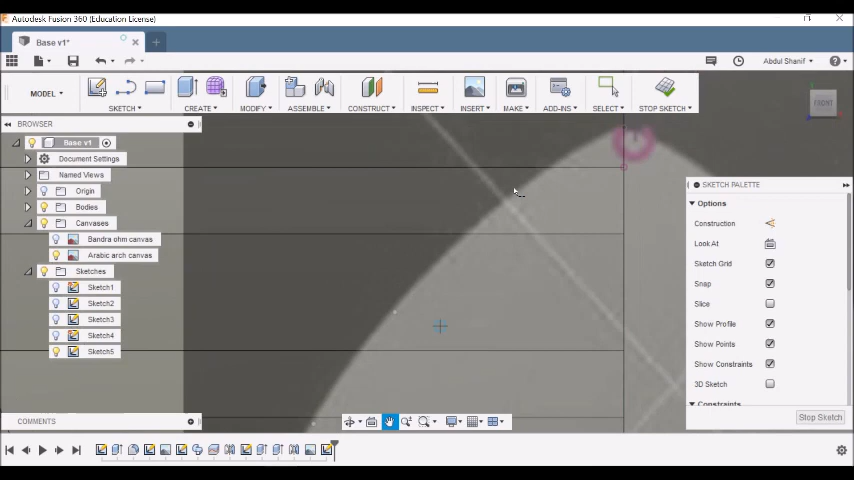 Autodesk Fusion 360 (Education License)
Base v1*
Abdul Shanif
MODEL
SKETCH
CREATE
MODIFY
ASSEMBLE
CONSTRUCT
INSPECT
INSERT
MAKE
ADD-INS
SELECT
STOP SKETCH
FRONT
BROWSER
Base v1
Document Settings
Named Views
Origin
Bodies
Canvases
Bandra ohm canvas
Arabic arch canvas
Sketches
Sketch1
Sketch2
Sketch3
Sketch4
Sketch5
SKETCH PALETTE
Options
Construction
Look At
Sketch Grid
Snap
Slice
Show Profile
Show Points
Show Constraints
3D Sketch
Constraints
Stop Sketch
COMMENTS